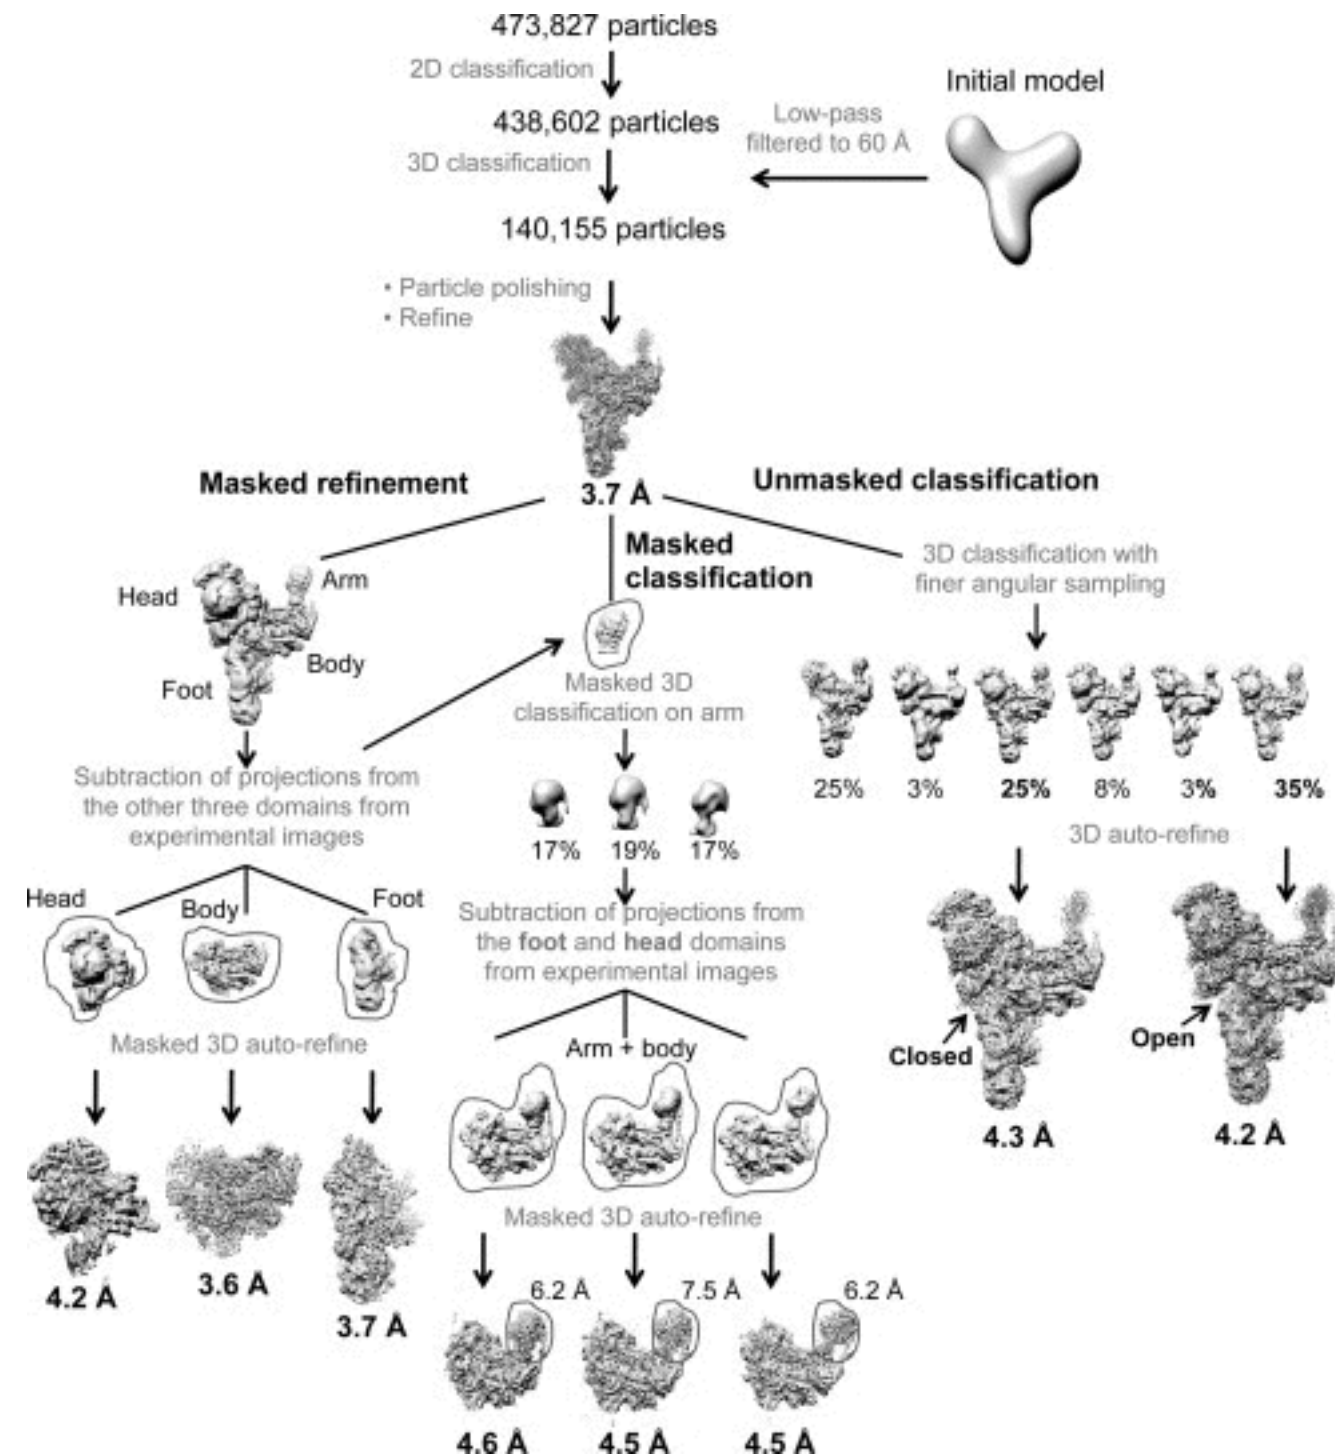 473,827 particles
2D classification
438,602 particles
3D classification
140,155 particles
Initial model
Low-pass
filtered to 60 Å
• Particle polishing
• Refine
3.7 Å
Masked refinement
Head
Arm
Body
Foot
Subtraction of projections from
the other three domains from
experimental images
Head
Body
Foot
Masked 3D auto-refine
4.2 Å
3.6 Å
3.7 Å
Masked
classification
Masked 3D
classification on arm
17%
19%
17%
Subtraction of projections from
the foot and head domains
from experimental images
Arm + body
Masked 3D auto-refine
6.2 Å
7.5 Å
6.2 Å
4.6 Å
4.5 Å
4.5 Å
Unmasked classification
3D classification with
finer angular sampling
25%
3%
25%
8%
3%
35%
3D auto-refine
Closed
Open
4.3 Å
4.2 Å